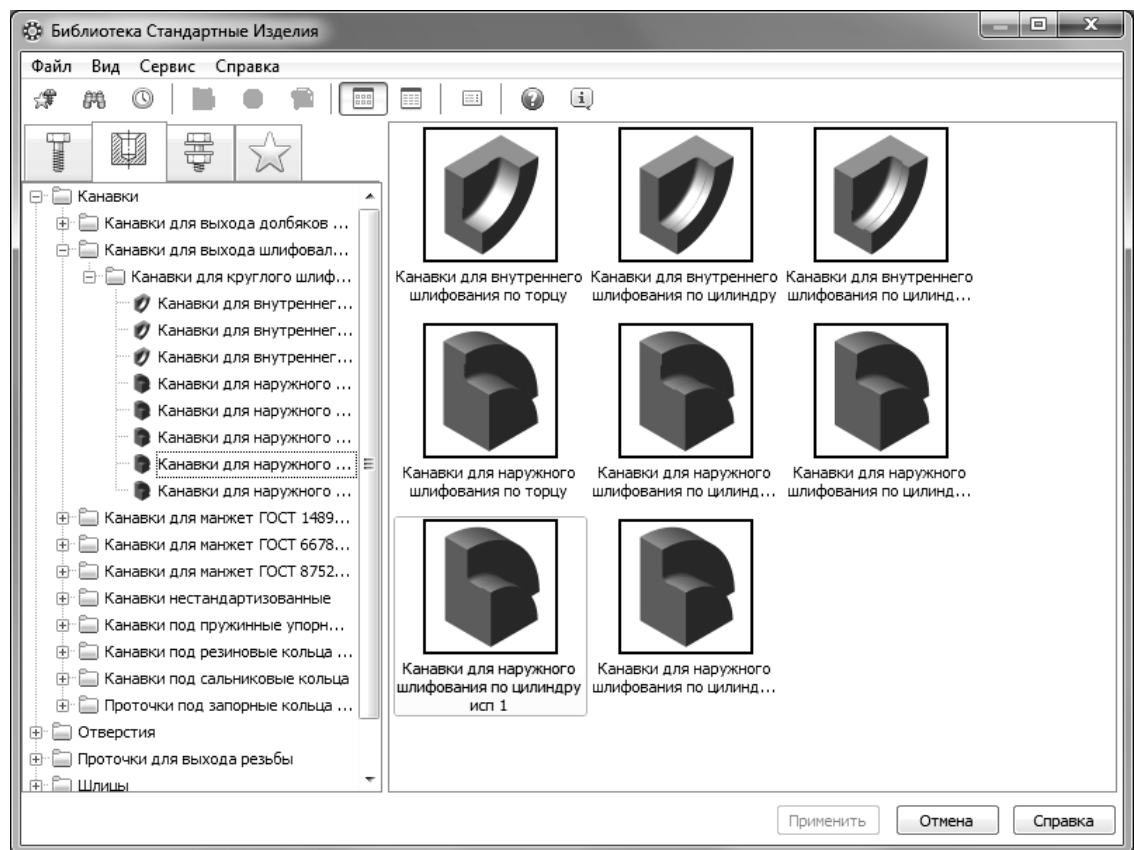 Библиотека Стандартные Изделия
Файл Вид Сервис Справка
Канавки
Канавки для выхода долбяков ...
Канавки для выхода шлифовал...
Канавки для круглого шлиф...
Канавки для внутреннег...
Канавки для внутреннег...
Канавки для внутреннег...
Канавки для наружного ...
Канавки для наружного ...
Канавки для наружного ...
Канавки для наружного ...
Канавки для наружного ...
Канавки для манжет ГОСТ 1489...
Канавки для манжет ГОСТ 6678...
Канавки для манжет ГОСТ 8752...
Канавки нестандартизованные
Канавки под пружинные упорн...
Канавки под резиновые кольца ...
Канавки под сальниковые кольца
Проточки под запорные кольца ...
Отверстия
Проточки для выхода резьбы
Шлицы
Канавки для внутреннего
шлифования по торцу
Канавки для внутреннего
шлифования по цилиндру
Канавки для внутреннего
шлифования по цилинд...
Канавки для наружного
шлифования по торцу
Канавки для наружного
шлифования по цилинд...
Канавки для наружного
шлифования по цилинд...
Канавки для наружного
шлифования по цилиндру
исп 1
Канавки для наружного
шлифования по цилинд...
Применить Отмена Справка